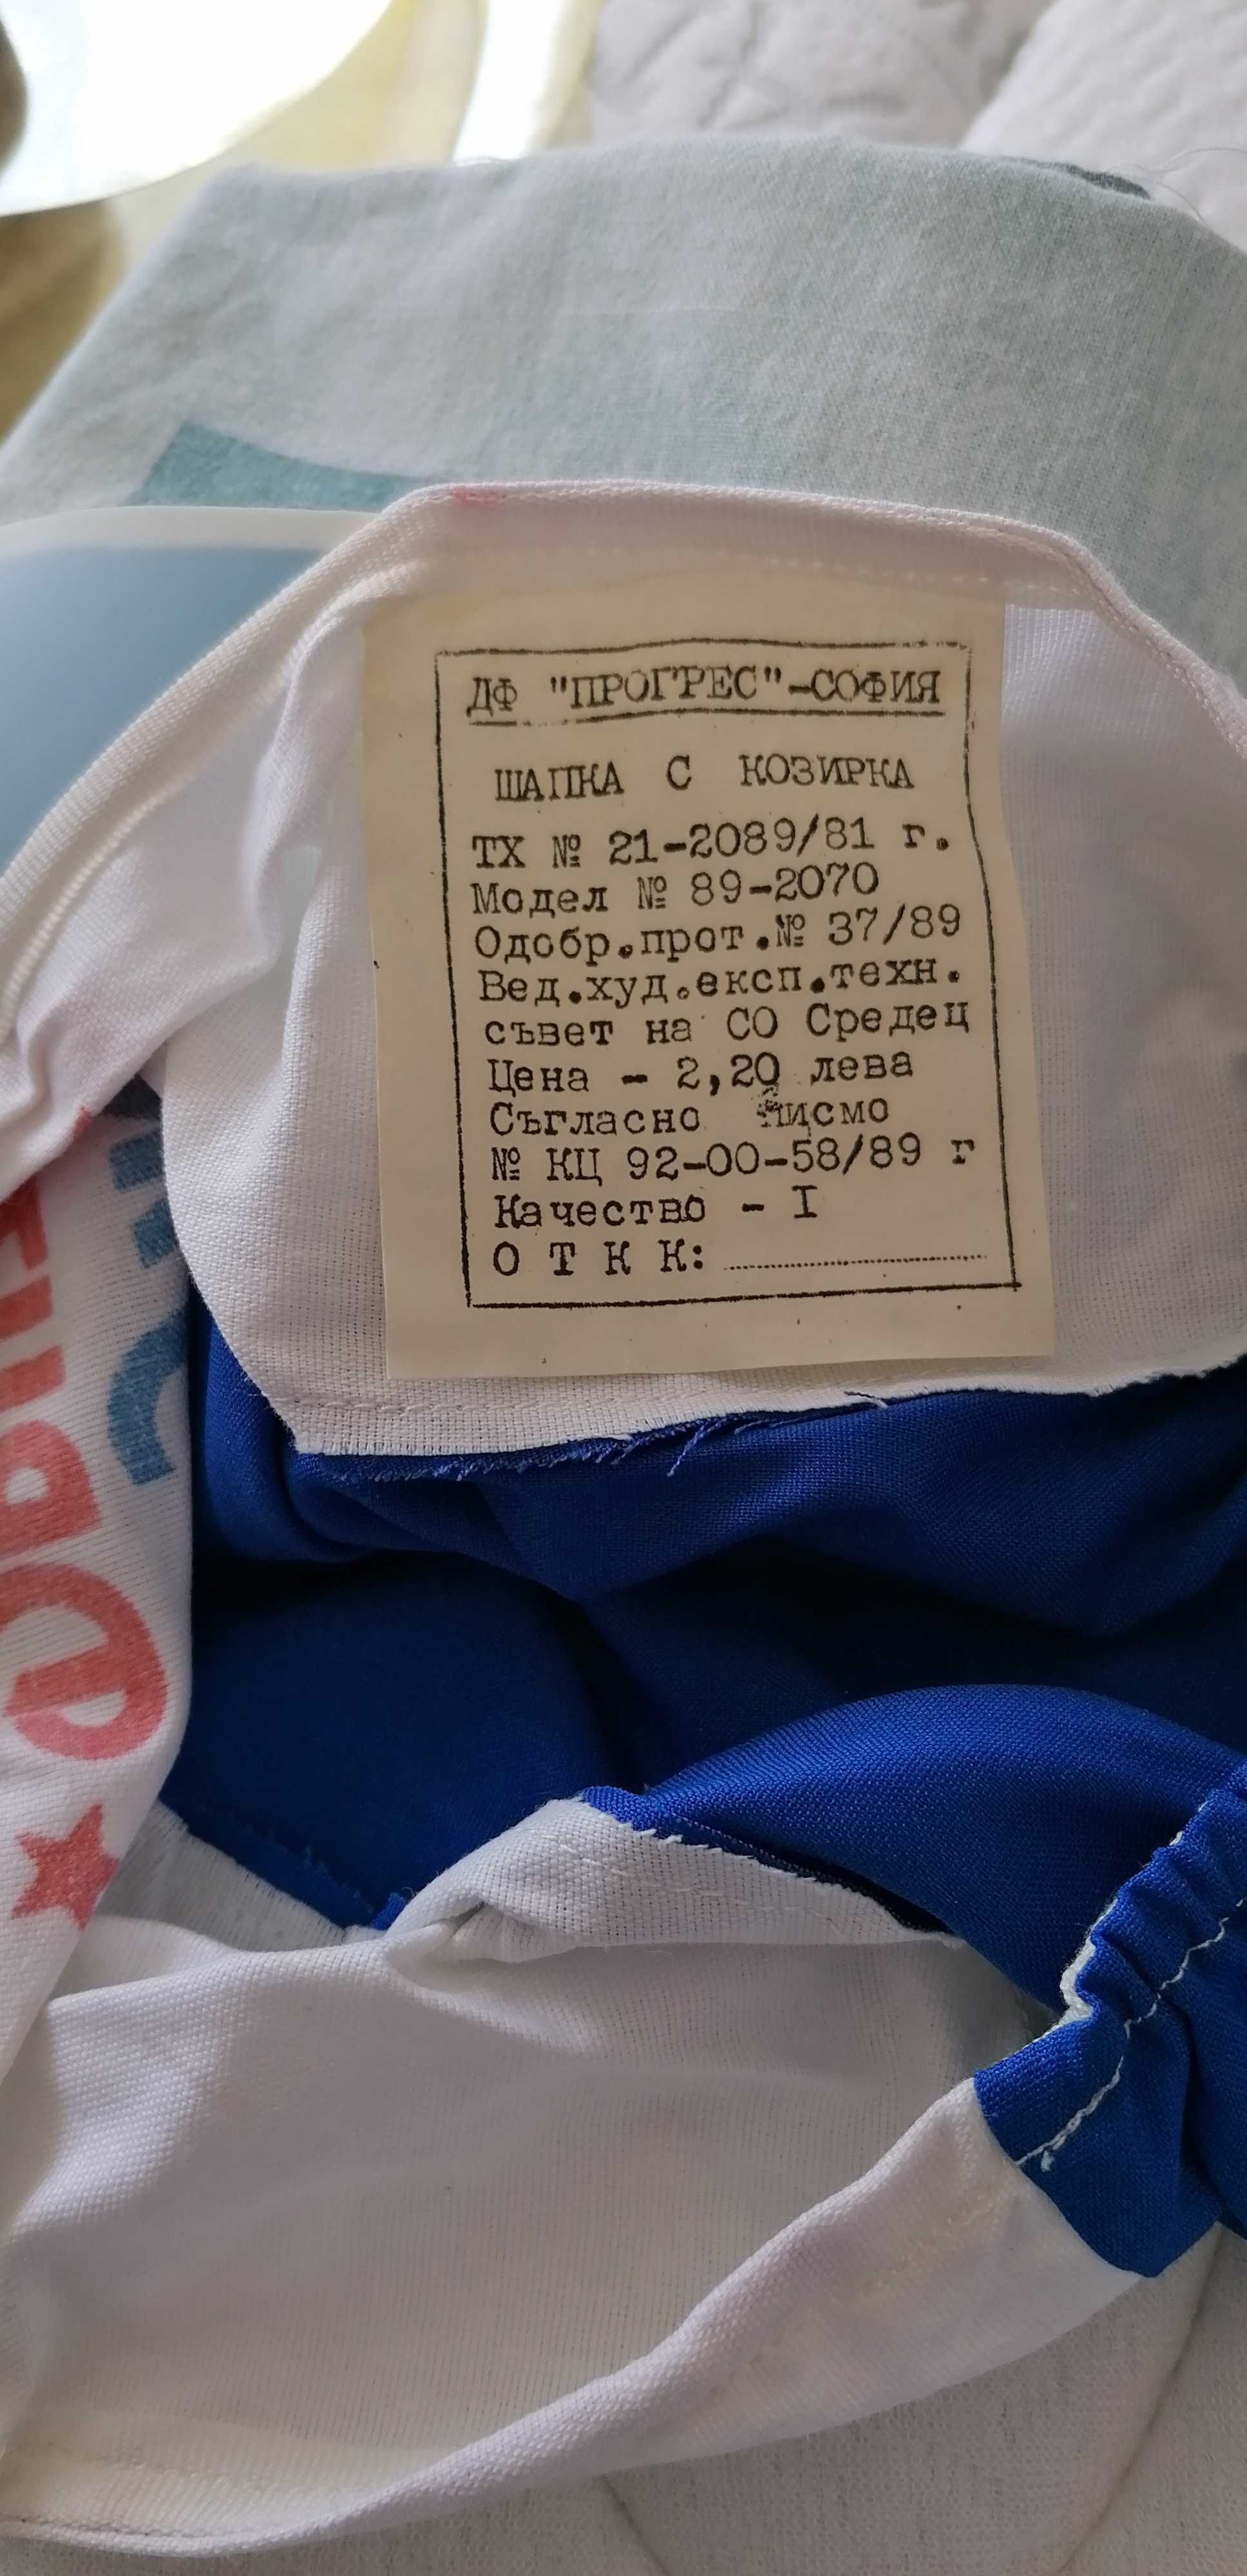 ДФ "ПРОГРЕС"-СОФИЯ
ШАПКА С КОЗИРКА
ТХ № 21-2089/81 г.
Модел № 89-2070
Одобр.прот.№ 37/89
Вед.худ.експ.техн.
съвет на СО Средец
Цена - 2,20 лева
Съгласно писмо
№ КЦ 92-00-58/89 г
Качество - I
О Т К К: